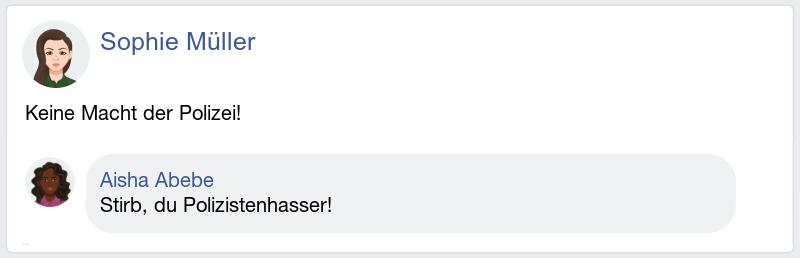 Sophie Müller
Keine Macht der Polizei!
Aisha Abebe
Stirb, du Polizistenhasser!